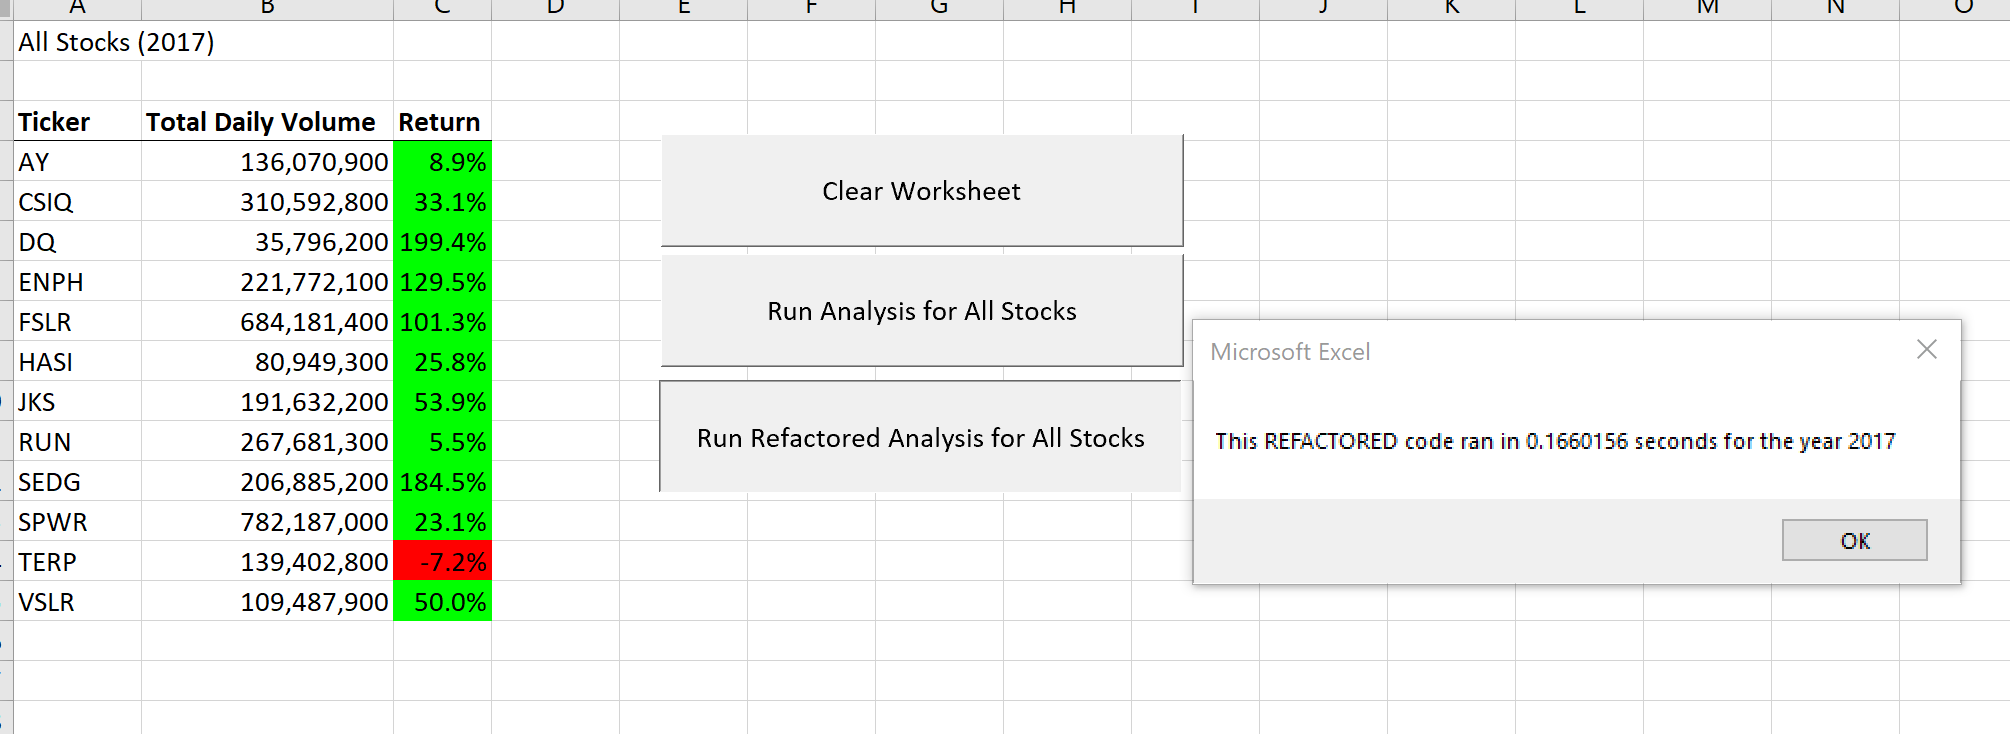 A B C D E F G H I J K L M N O
All Stocks (2017)
Ticker Total Daily Volume Return
AY 136,070,900 8.9%
CSIQ 310,592,800 33.1%
DQ 35,796,200 199.4%
ENPH 221,772,100 129.5%
FSLR 684,181,400 101.3%
HASI 80,949,300 25.8%
JKS 191,632,200 53.9%
RUN 267,681,300 5.5%
SEDG 206,885,200 184.5%
SPWR 782,187,000 23.1%
TERP 139,402,800 -7.2%
VSLR 109,487,900 50.0%
Clear Worksheet
Run Analysis for All Stocks
Run Refactored Analysis for All Stocks
Microsoft Excel
This REFACTORED code ran in 0.1660156 seconds for the year 2017
OK